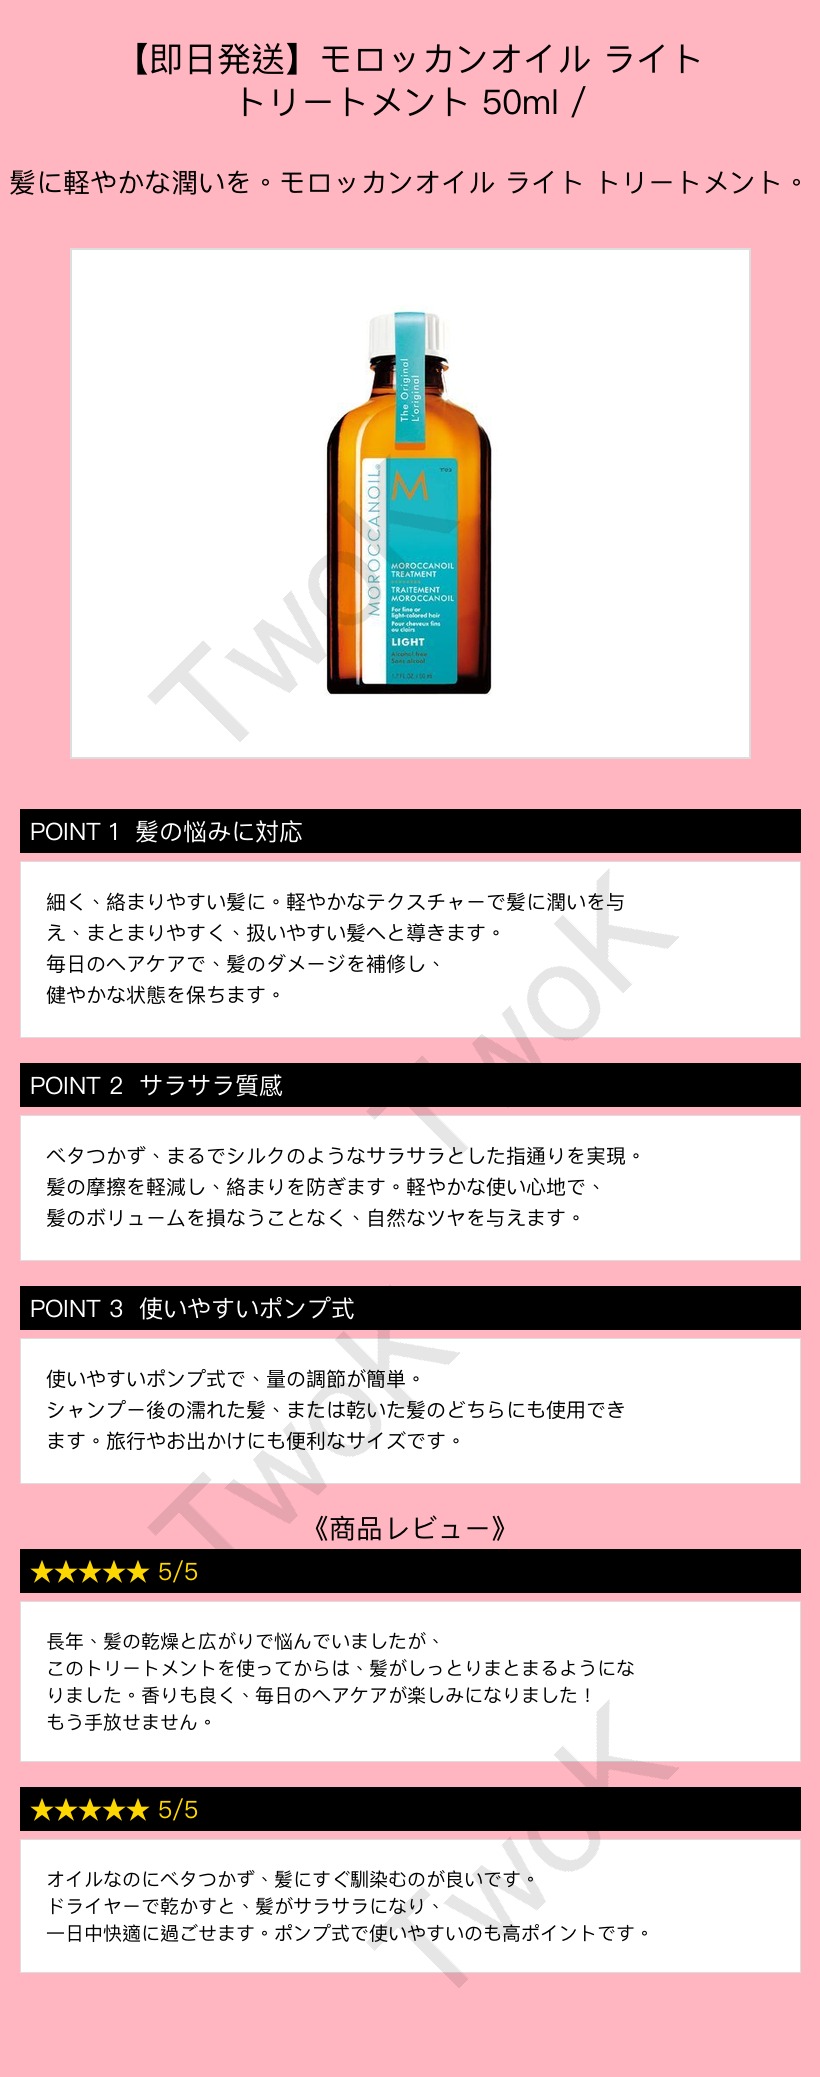 【即日発送】モロッカンオイル ライト
トリートメント 50ml /
髪に軽やかな潤いを。モロッカンオイル ライト トリートメント。
The Original
L'original
MOROCCANOIL®
M
MOROCCANOIL
TREATMENT
TRAITEMENT
MOROCCANOIL
For fine or
light-colored hair
Pour cheveux fins
ou clairs
LIGHT
Alcohol-free
Sans alcool
1.7 FL.OZ. / 50 ml
TwoK
POINT 1 髪の悩みに対応
細く、絡まりやすい髪に。軽やかなテクスチャーで髪に潤いを与
え、まとまりやすく、扱いやすい髪へと導きます。
毎日のヘアケアで、髪のダメージを補修し、
健やかな状態を保ちます。
TwoK
POINT 2 サラサラ質感
ベタつかず、まるでシルクのようなサラサラとした指通りを実現。
髪の摩擦を軽減し、絡まりを防ぎます。軽やかな使い心地で、
髪のボリュームを損なうことなく、自然なツヤを与えます。
POINT 3 使いやすいポンプ式
使いやすいポンプ式で、量の調節が簡単。
シャンプー後の濡れた髪、または乾いた髪のどちらにも使用でき
ます。旅行やお出かけにも便利なサイズです。
TwoK
《商品レビュー》
★★★★★ 5/5
長年、髪の乾燥と広がりで悩んでいましたが、
このトリートメントを使ってからは、髪がしっとりまとまるようにな
りました。香りも良く、毎日のヘアケアが楽しみになりました！
もう手放せません。
★★★★★ 5/5
オイルなのにベタつかず、髪にすぐ馴染むのが良いです。
ドライヤーで乾かすと、髪がサラサラになり、
一日中快適に過ごせます。ポンプ式で使いやすいのも高ポイントです。
TwoK